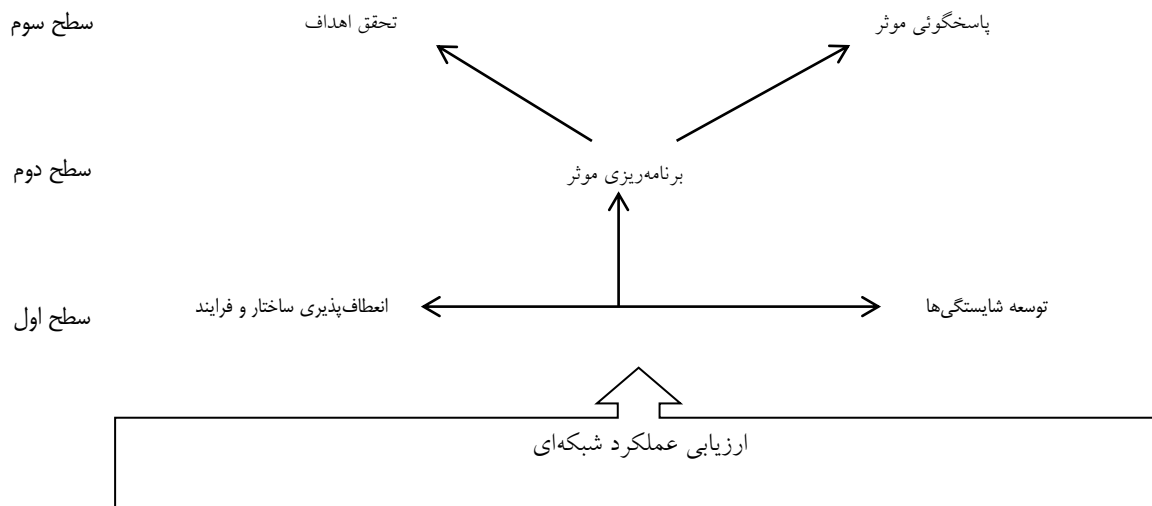 سطح سوم
تحقق اهداف
پاسخگوئی موثر
سطح دوم
برنامه‌ریزی موثر
سطح اول
انعطاف‌پذیری ساختار و فرایند
توسعه شایستگی‌ها
ارزیابی عملکرد شبکه‌ای